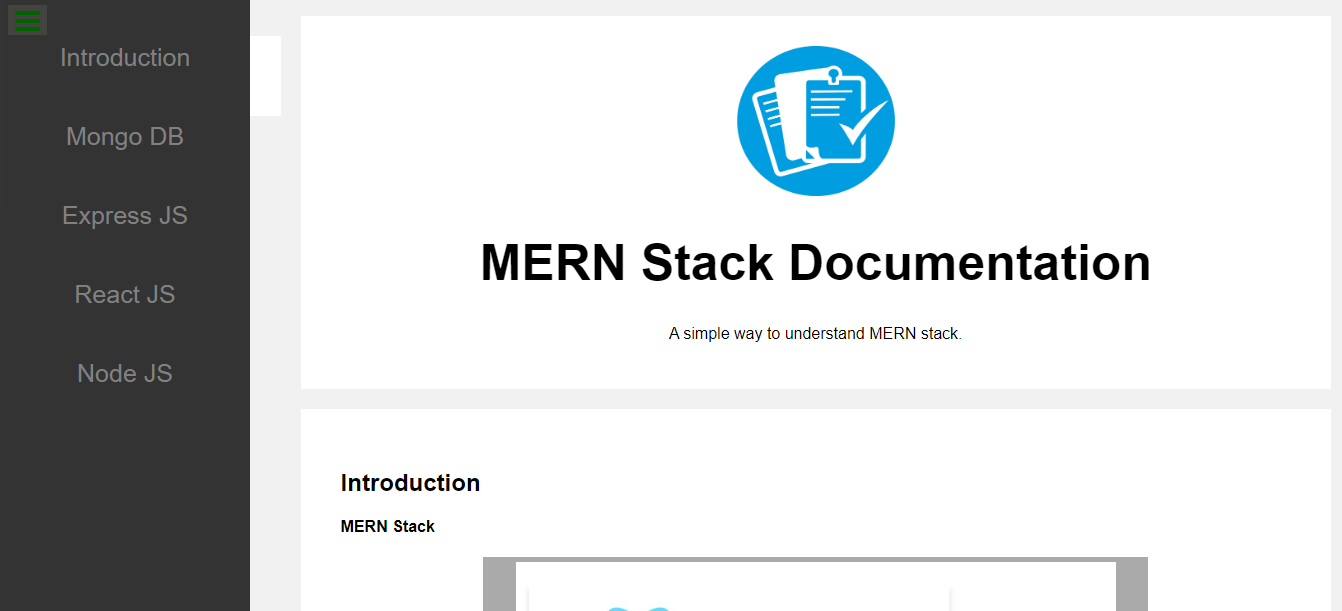 Introduction
Mongo DB
Express JS
React JS
Node JS
MERN Stack Documentation
A simple way to understand MERN stack.
Introduction
MERN Stack